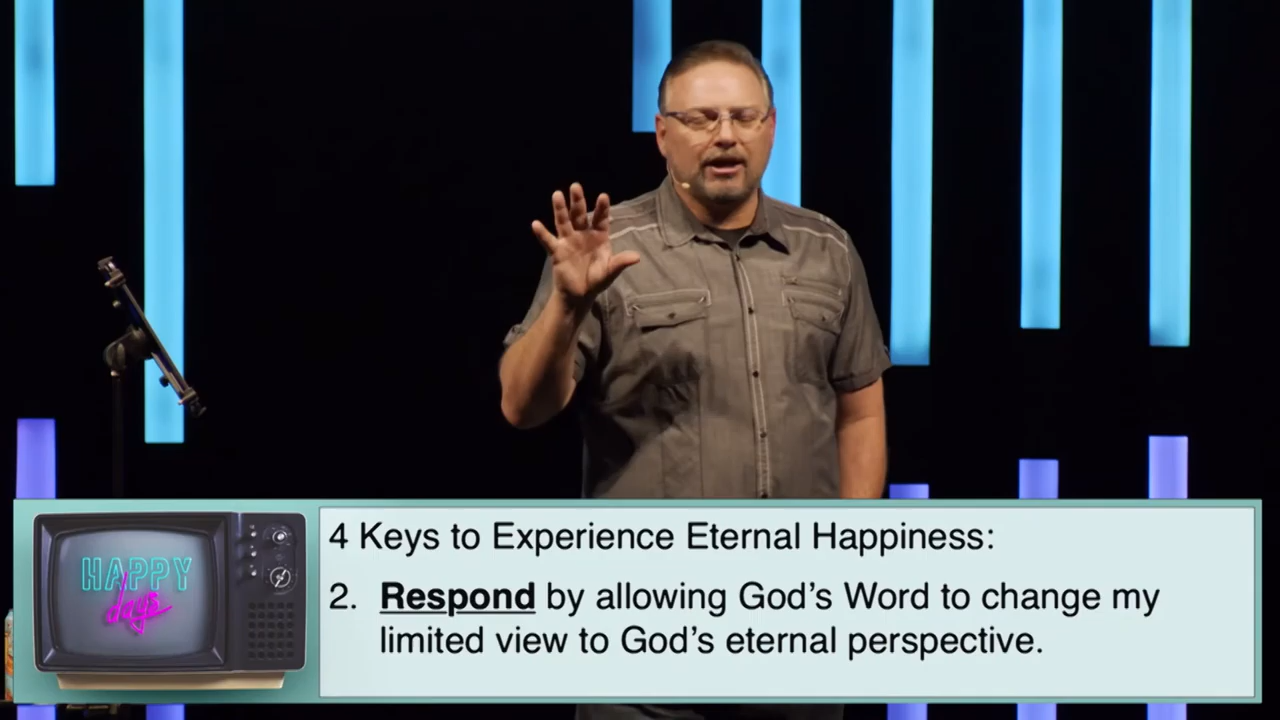 4 Keys to Experience Eternal Happiness:
2. Respond by allowing God's Word to change my
limited view to God's eternal perspective.
HAPPY
days